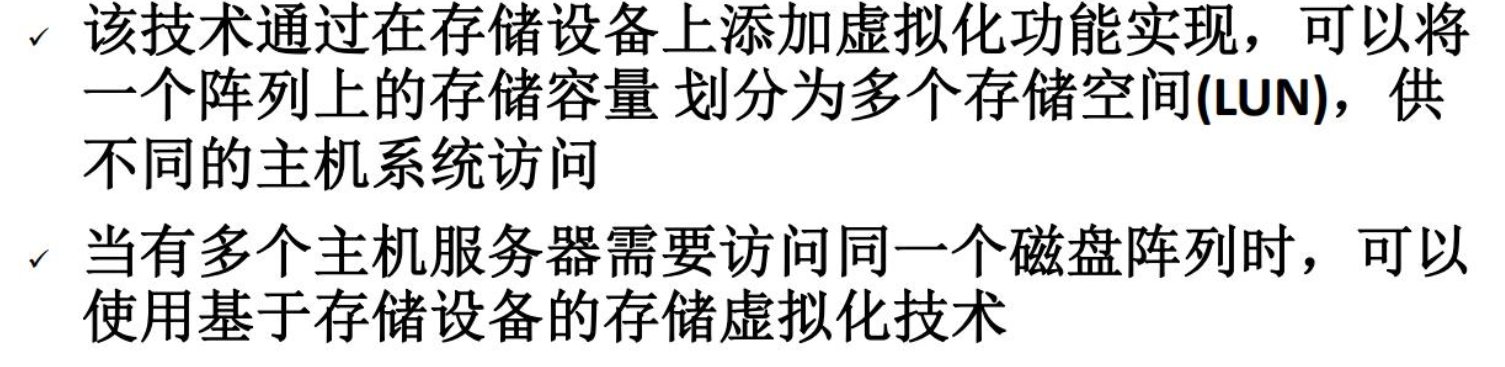 ✓ 该技术通过在存储设备上添加虚拟化功能实现，可以将
一个阵列上的存储容量 划分为多个存储空间(LUN)，供
不同的主机系统访问
✓ 当有多个主机服务器需要访问同一个磁盘阵列时，可以
使用基于存储设备的存储虚拟化技术